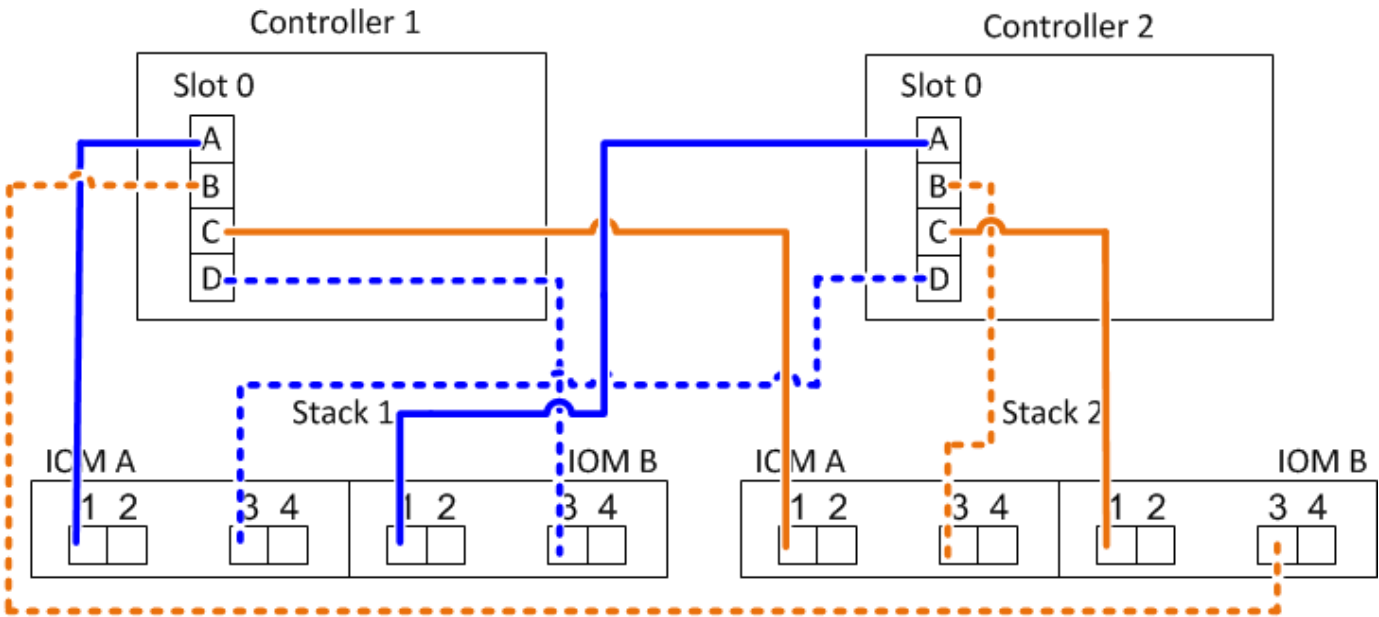 Controller 1
Controller 2
Slot 0
Slot 0
A
B
C
D
A
B
C
D
Stack 1
Stack 2
IOM A
IOM B
IOM A
IOM B
1 2
3 4
1 2
3 4
1 2
3 4
1 2
3 4